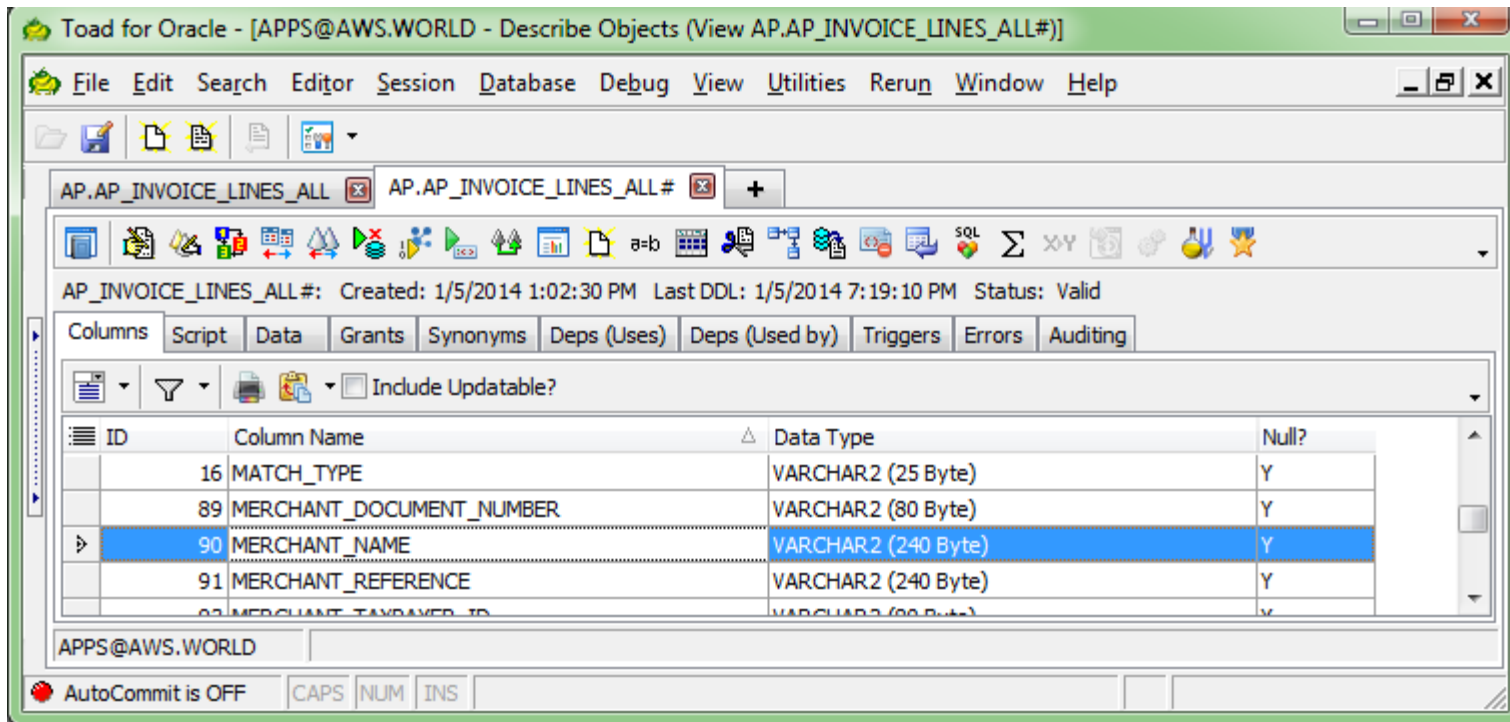 Toad for Oracle - [APPS@AWS.WORLD - Describe Objects (View AP.AP_INVOICE_LINES_ALL#)]
File Edit Search Editor Session Database Debug View Utilities Rerun Window Help
AP.AP_INVOICE_LINES_ALL AP.AP_INVOICE_LINES_ALL# +
a=b SQL Σ X›Y
AP_INVOICE_LINES_ALL#: Created: 1/5/2014 1:02:30 PM Last DDL: 1/5/2014 7:19:10 PM Status: Valid
Columns Script Data Grants Synonyms Deps (Uses) Deps (Used by) Triggers Errors Auditing
Include Updatable?
ID Column Name Data Type Null?
16 MATCH_TYPE VARCHAR2 (25 Byte) Y
89 MERCHANT_DOCUMENT_NUMBER VARCHAR2 (80 Byte) Y
90 MERCHANT_NAME VARCHAR2 (240 Byte) Y
91 MERCHANT_REFERENCE VARCHAR2 (240 Byte) Y
MERCHANT_TAXPAYER_ID VARCHAR2 (80 Byte) Y
APPS@AWS.WORLD
AutoCommit is OFF CAPS NUM INS